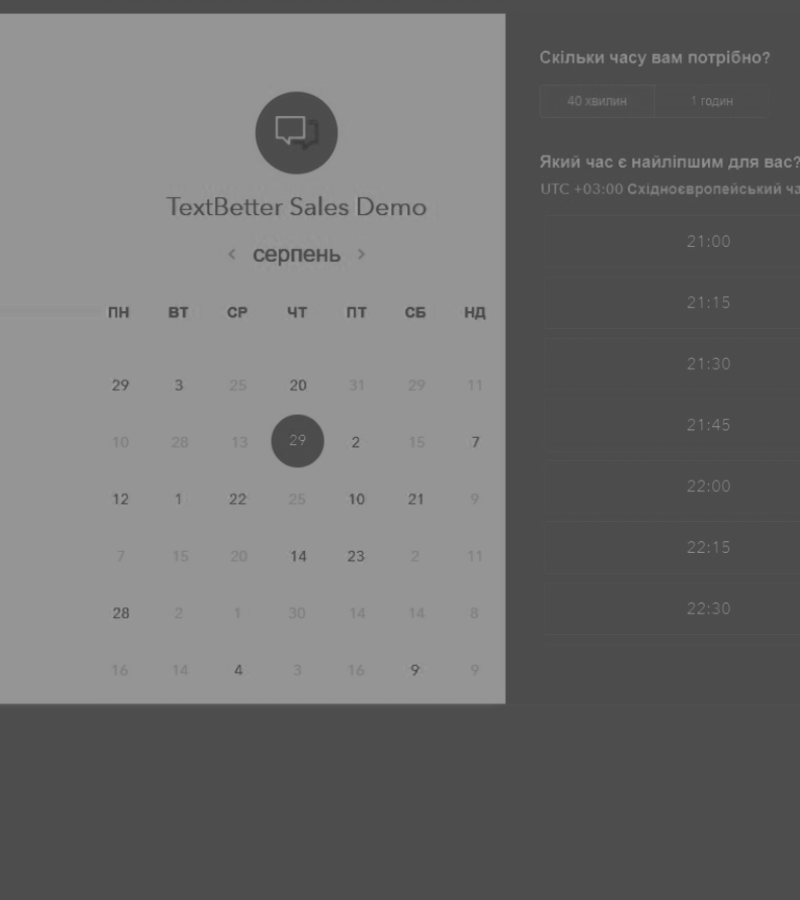 TextBetter Sales Demo
серпень
ПН ВТ СР ЧТ ПТ СБ НД
29 3 25 20 31 29 11
10 28 13 29 2 15 7
12 1 22 25 10 21 9
7 15 20 14 23 2 11
28 2 1 30 14 14 8
16 14 4 3 16 9 9
Скільки часу вам потрібно?
40 хвилин 1 годин
Який час є найліпшим для вас?
UTC +03:00 Східноєвропейський
21:00
21:15
21:30
21:45
22:00
22:15
22:30